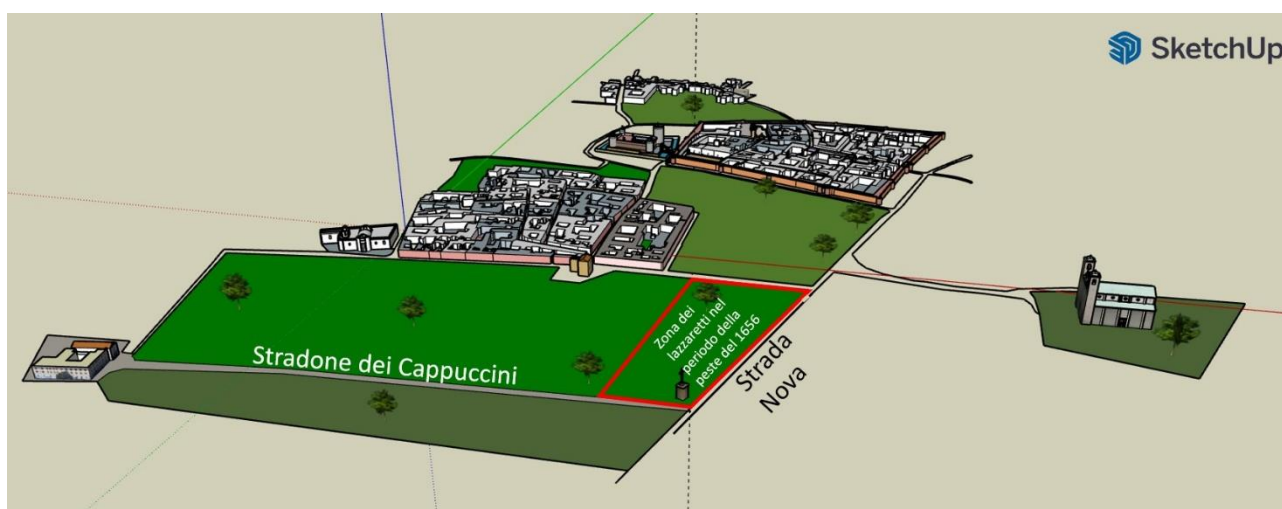 SketchUp
Zona dei
lazzaretti nel
periodo della
peste del 1656
Stradone dei Cappuccini
Strada
Nova